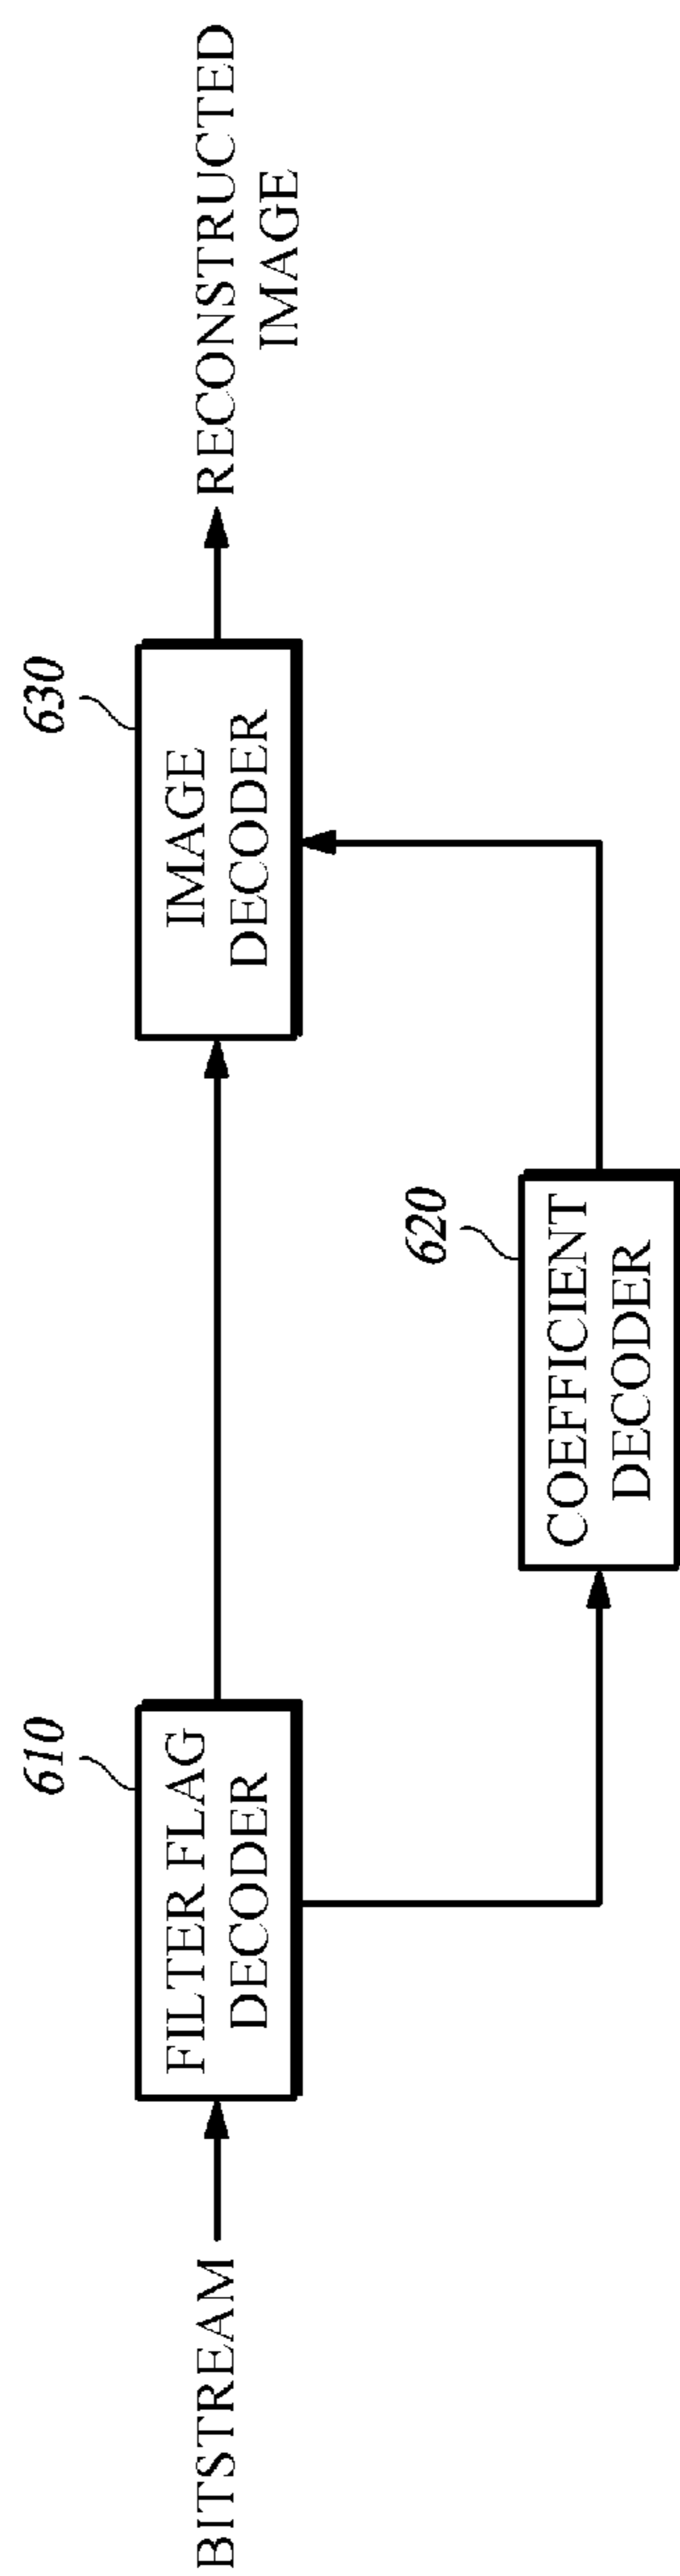 BITSTREAM
610
FILTER FLAG
DECODER
620
COEFFICIENT
DECODER
630
IMAGE
DECODER
RECONSTRUCTED
IMAGE